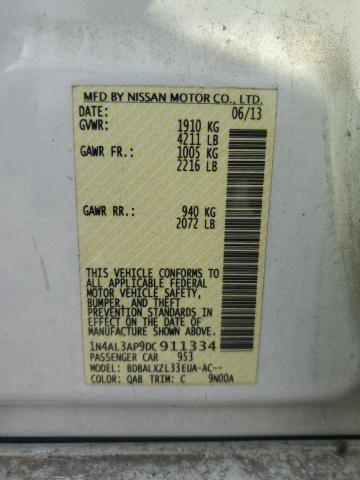 MFD BY NISSAN MOTOR CO., LTD.
DATE: 06/13
GVWR: 1910 KG
4211 LB
GAWR FR: 1005 KG
2216 LB
GAWR RR: 940 KG
2072 LB
THIS VEHICLE CONFORMS TO
ALL APPLICABLE FEDERAL
MOTOR VEHICLE SAFETY,
BUMPER, AND THEFT
PREVENTION STANDARDS
IN EFFECT ON THE DATE OF
MANUFACTURE SHOWN ABOVE.
1N4AL3AP9DC911334
PASSENGER CAR 953
MODEL: BDBALXZL33EUA-AC--
COLOR: QAB TRIM: C 9N00A